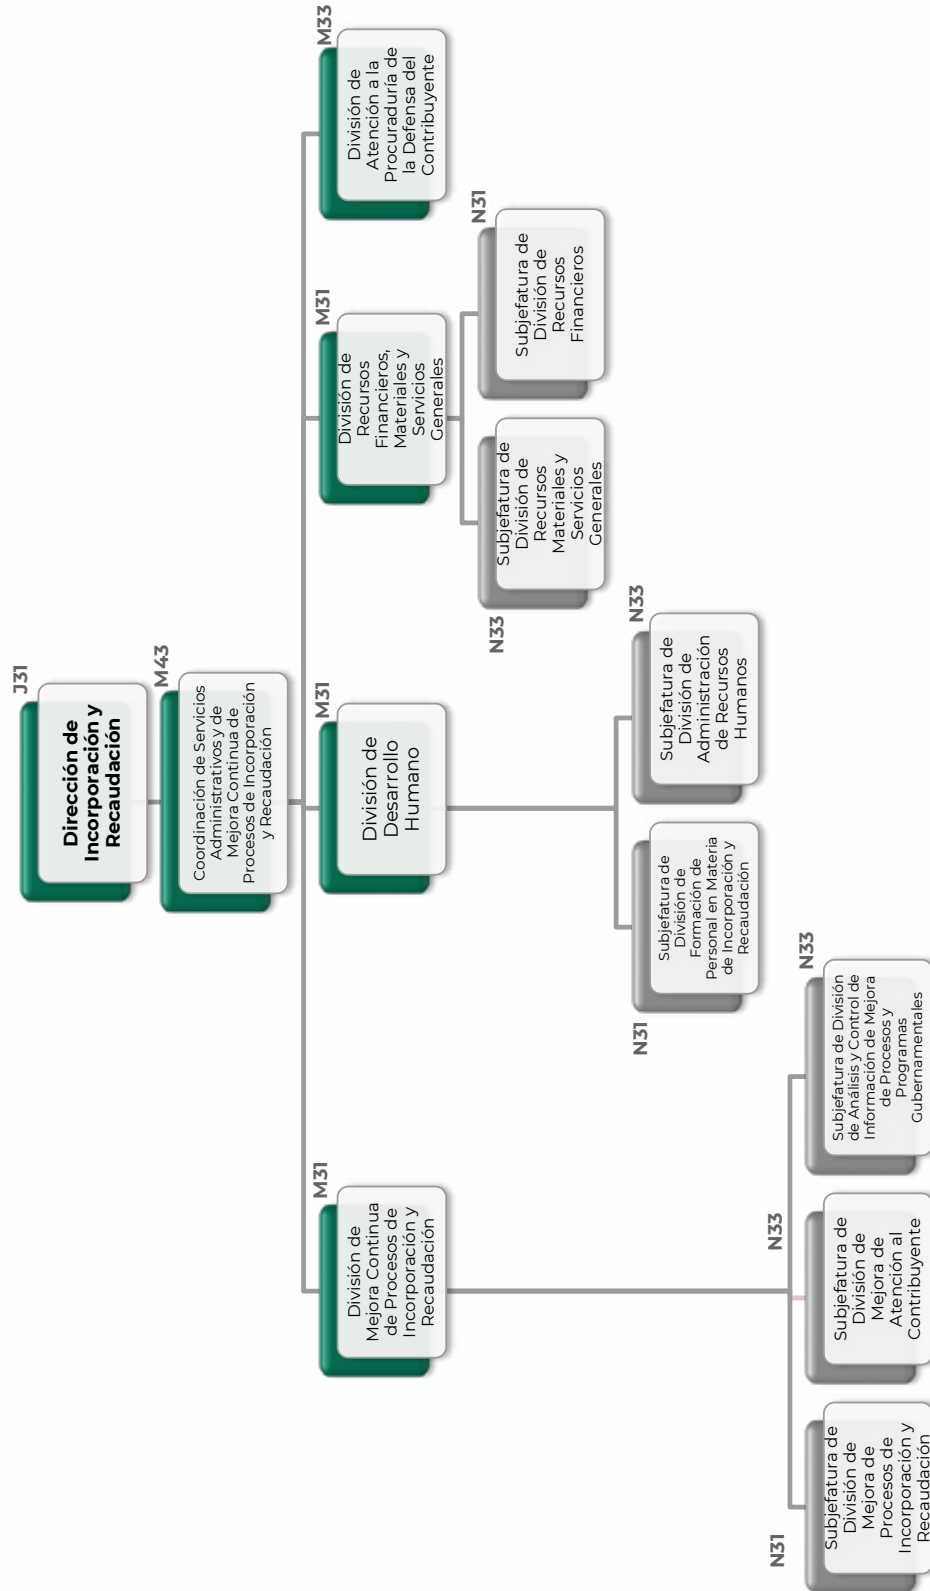 J31
Dirección de
Incorporación y
Recaudación
M43
Coordinación de Servicios
Administrativos y de
Mejora Continua de
Procesos de Incorporación
y Recaudación
M31
División de
Mejora Continua
de Procesos de
Incorporación y
Recaudación
M31
División de
Desarrollo
Humano
M31
División de
Recursos
Financieros,
Materiales y
Servicios
Generales
M33
División de
Atención a la
Procuraduría de
la Defensa del
Contribuyente
N33
Subjefatura de
División de
Recursos
Materiales y
Servicios
Generales
N31
Subjefatura de
División de
Recursos
Financieros
N31
Subjefatura de
División de
Formación de
Personal en Materia
de Incorporación y
Recaudación
N33
Subjefatura de
División de
Administración
de Recursos
Humanos
N31
Subjefatura de
División de
Mejora de
Procesos de
Incorporación y
Recaudación
N33
Subjefatura de
División de
Mejora de
Atención al
Contribuyente
N33
Subjefatura de División
de Análisis y Control de
Información de Mejora
de Procesos y
Programas
Gubernamentales